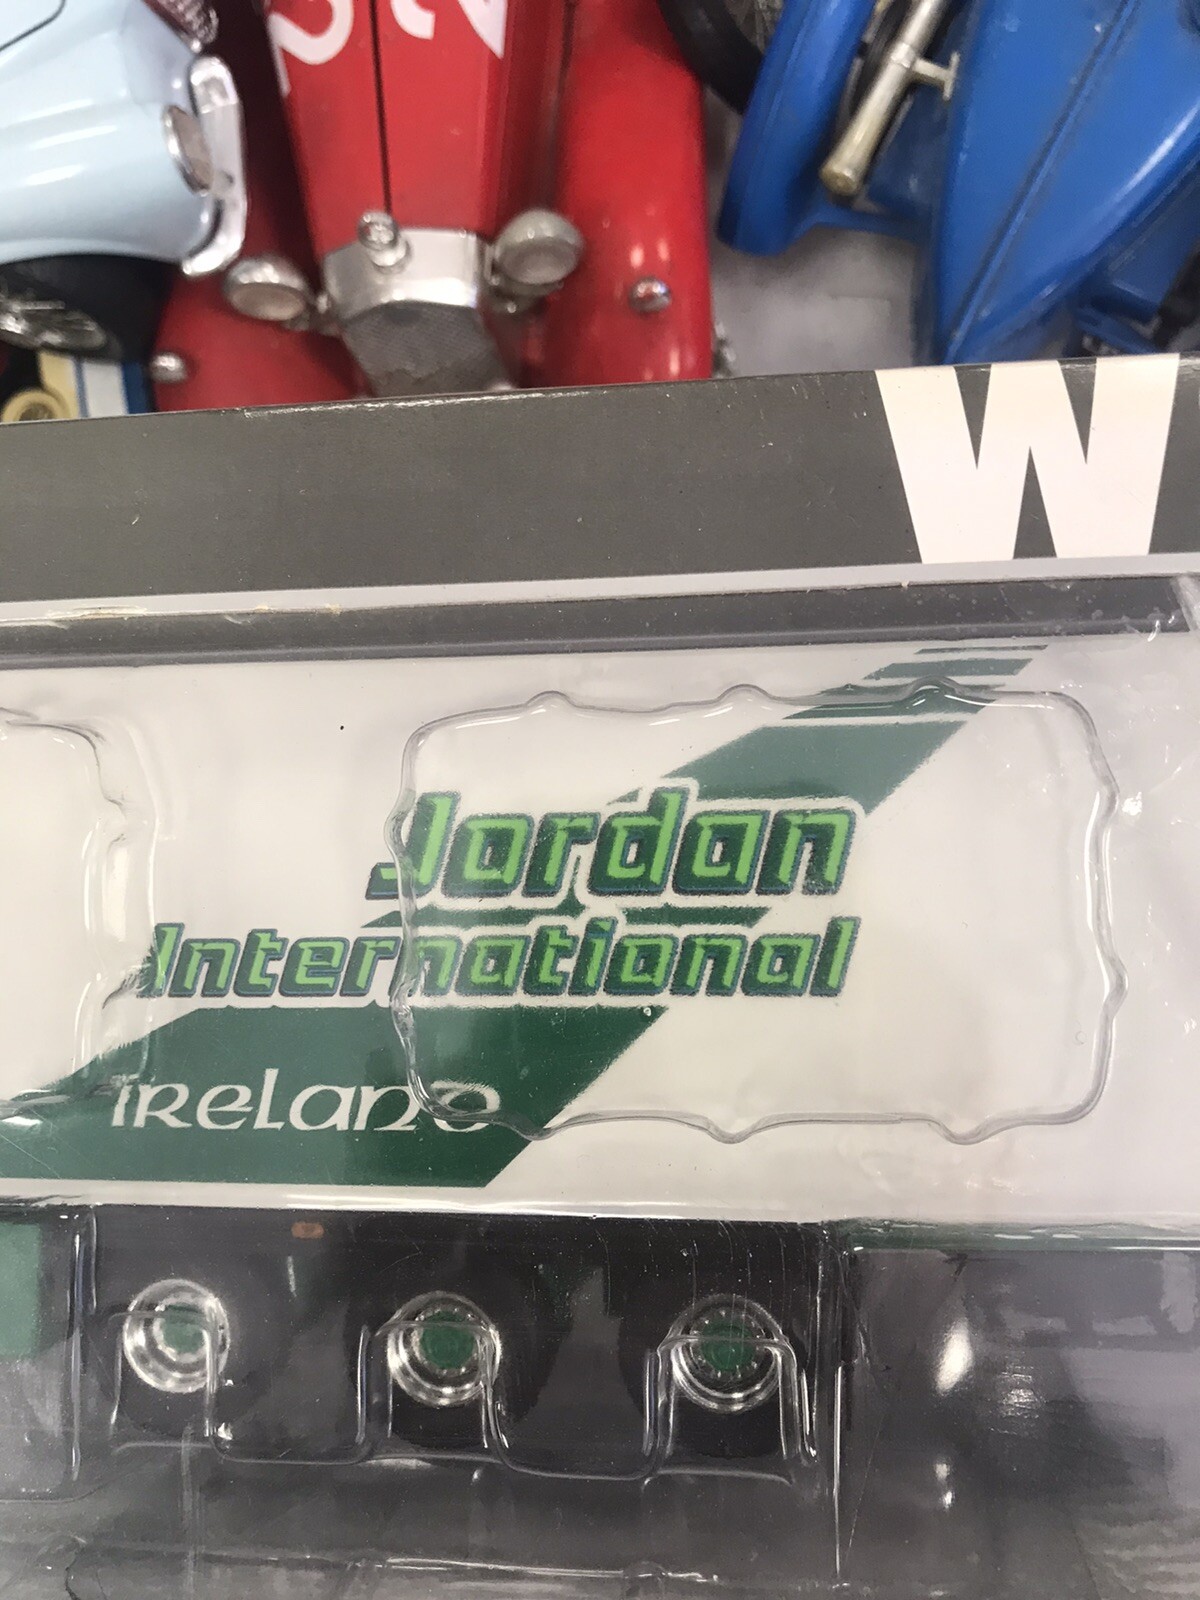 W
Jordan
International
IRELAND